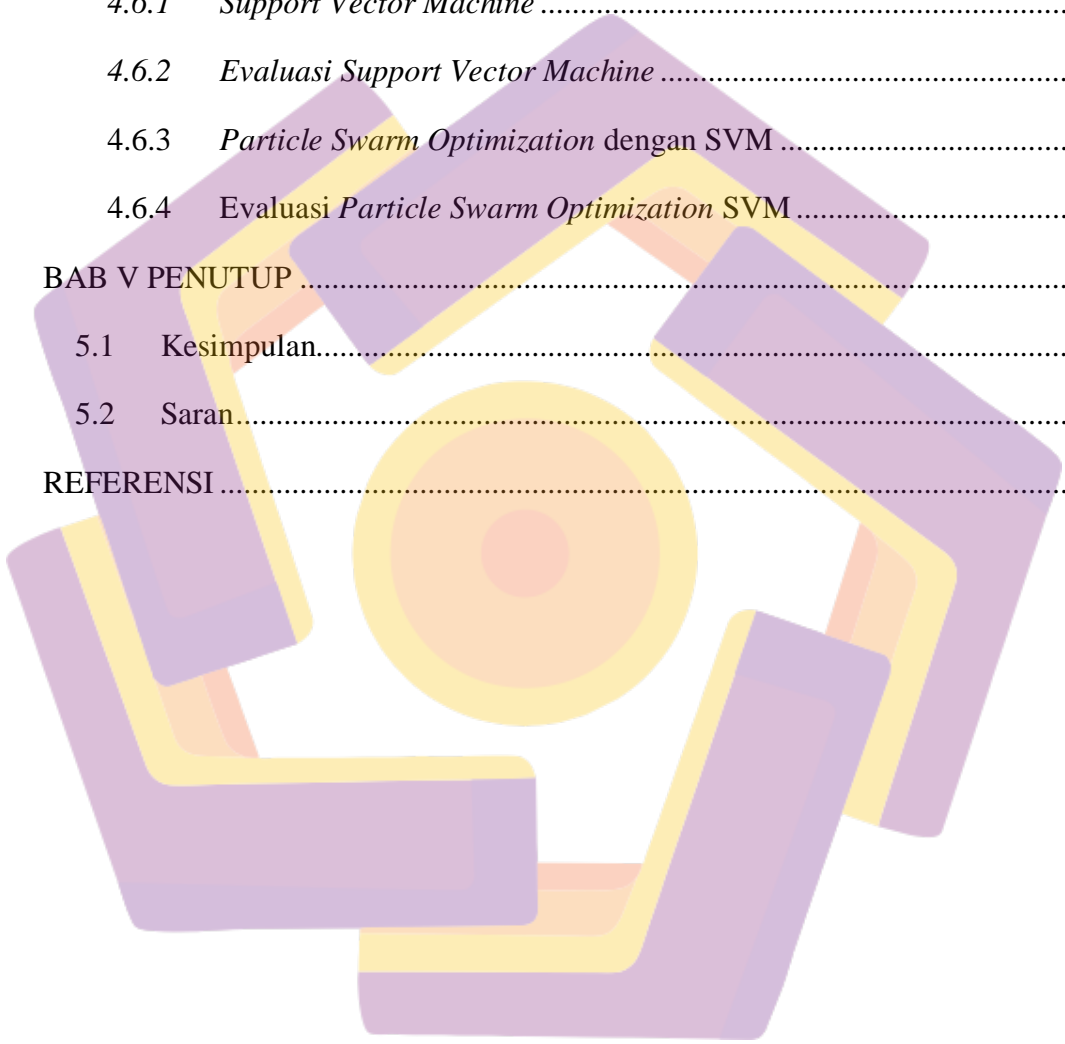 4.6.1 Support Vector Machine ..........................................................................
4.6.2 Evaluasi Support Vector Machine ..........................................................
4.6.3 Particle Swarm Optimization dengan SVM ..........................................
4.6.4 Evaluasi Particle Swarm Optimization SVM ........................................
BAB V PENUTUP ..................................................................................................
5.1 Kesimpulan..................................................................................................
5.2 Saran............................................................................................................
REFERENSI ............................................................................................................